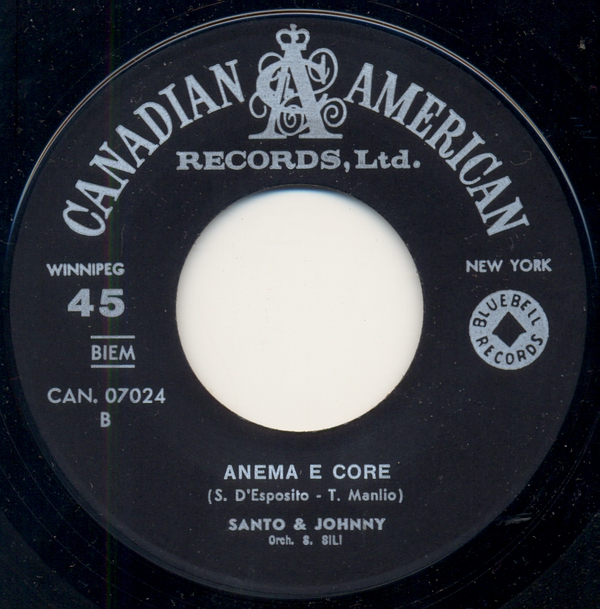 CANADIAN AMERICAN
RECORDS, Ltd.
WINNIPEG
NEW YORK
45
BLUEBELL RECORDS
BIEM
CAN. 07024
B
ANEMA E CORE
(S. D'Esposito - T. Manlio)
SANTO & JOHNNY
Orch. S. SILI